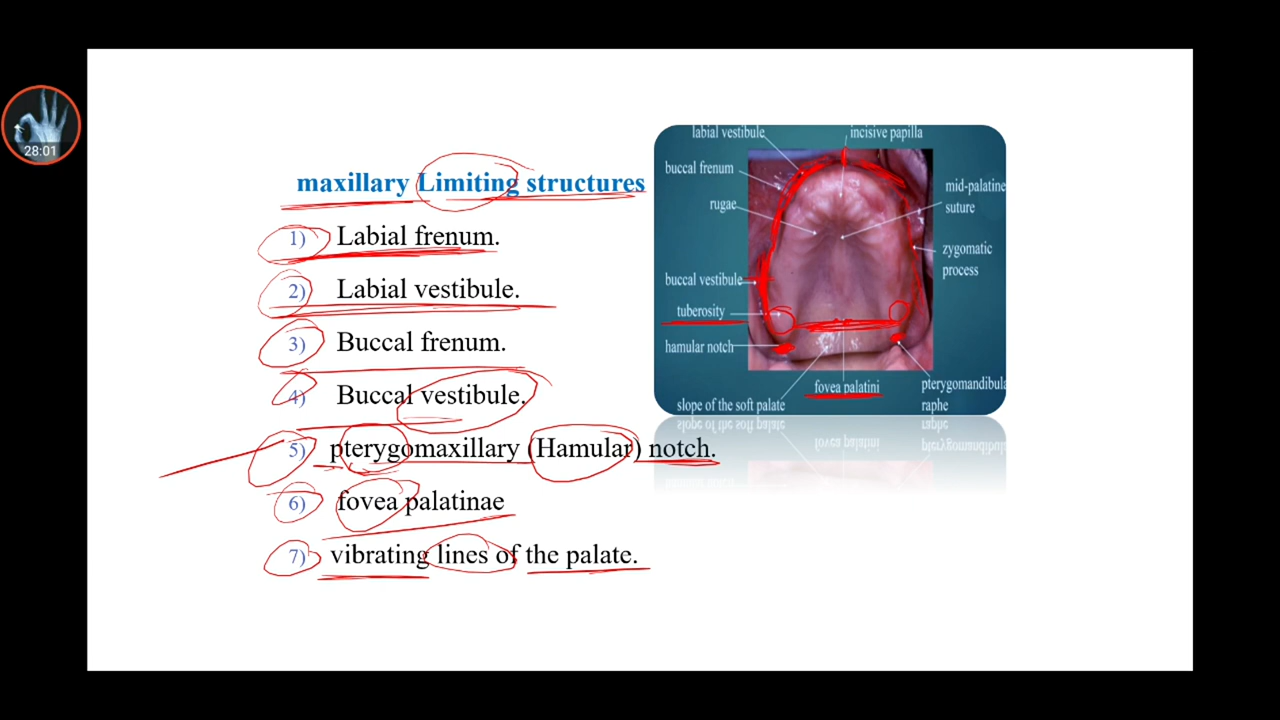 28:01
maxillary Limiting structures
1) Labial frenum.
2) Labial vestibule.
3) Buccal frenum.
4) Buccal vestibule.
5) pterygomaxillary (Hamular) notch.
6) fovea palatinae
7) vibrating lines of the palate.
labial vestibule
incisive papilla
buccal frenum
mid-palatine
suture
rugae
zygomatic
process
buccal vestibule
tuberosity
hamular notch
fovea palatini
pterygomandibula
raphe
slope of the soft palate